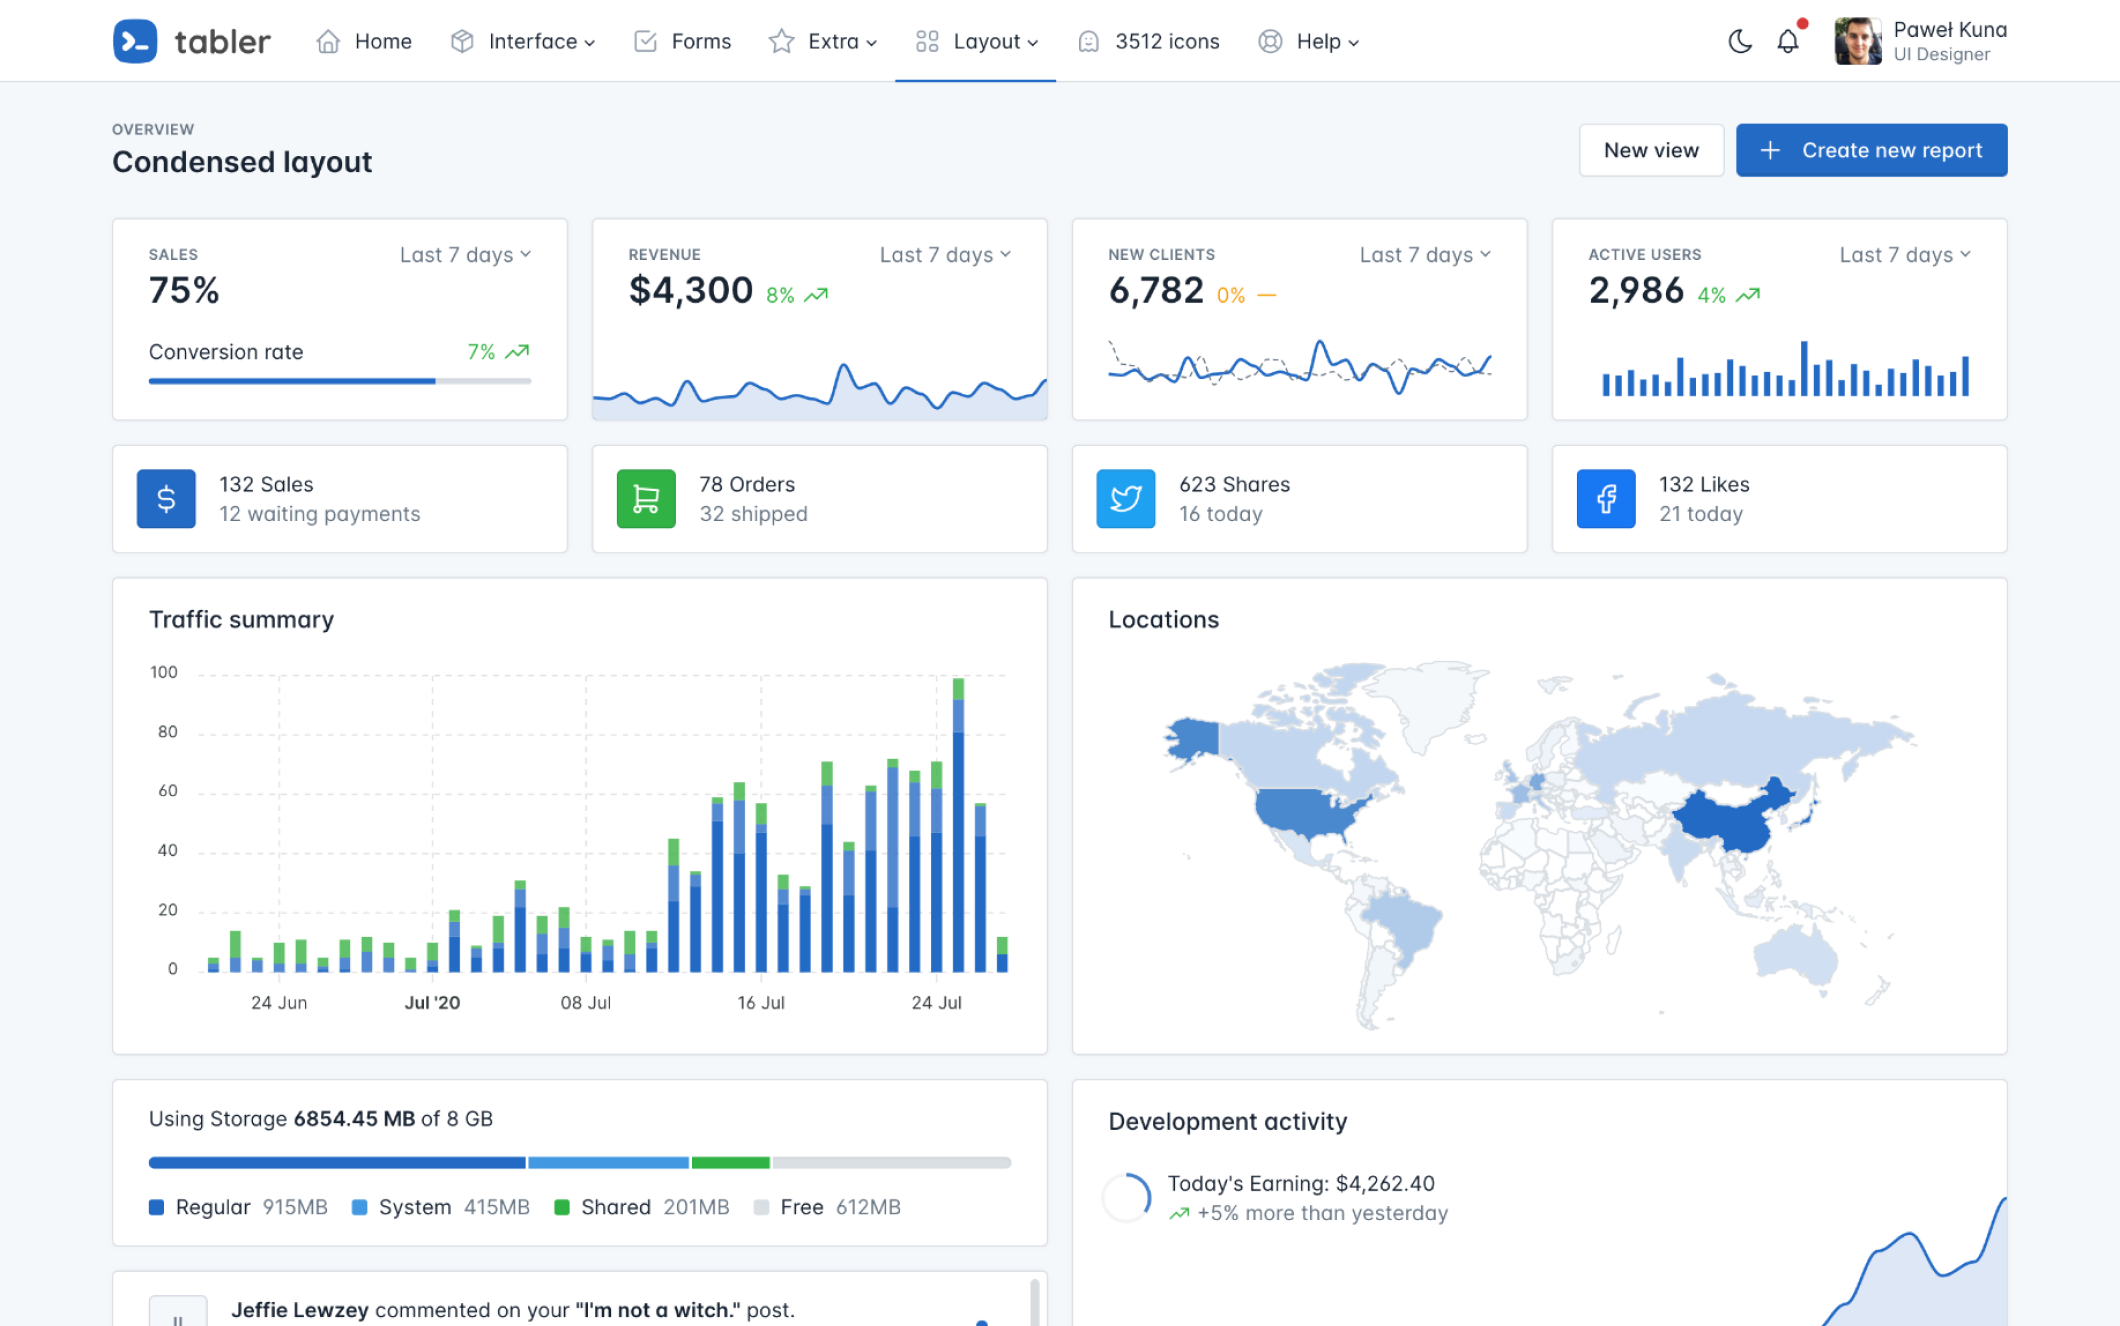 tabler
Home
Interface
Forms
Extra
Layout
3512 icons
Help
Paweł Kuna
UI Designer
OVERVIEW
Condensed layout
New view
Create new report
SALES
Last 7 days
75%
Conversion rate
7%
REVENUE
Last 7 days
$4,300 8%
NEW CLIENTS
Last 7 days
6,782 0%
ACTIVE USERS
Last 7 days
2,986 4%
132 Sales
12 waiting payments
78 Orders
32 shipped
623 Shares
16 today
132 Likes
21 today
Traffic summary
100
80
60
40
20
0
24 Jun
Jul '20
08 Jul
16 Jul
24 Jul
Locations
Using Storage 6854.45 MB of 8 GB
Regular 915MB
System 415MB
Shared 201MB
Free 612MB
Development activity
Today's Earning: $4,262.40
+5% more than yesterday
Jeffie Lewzey commented on your "I'm not a witch." post.